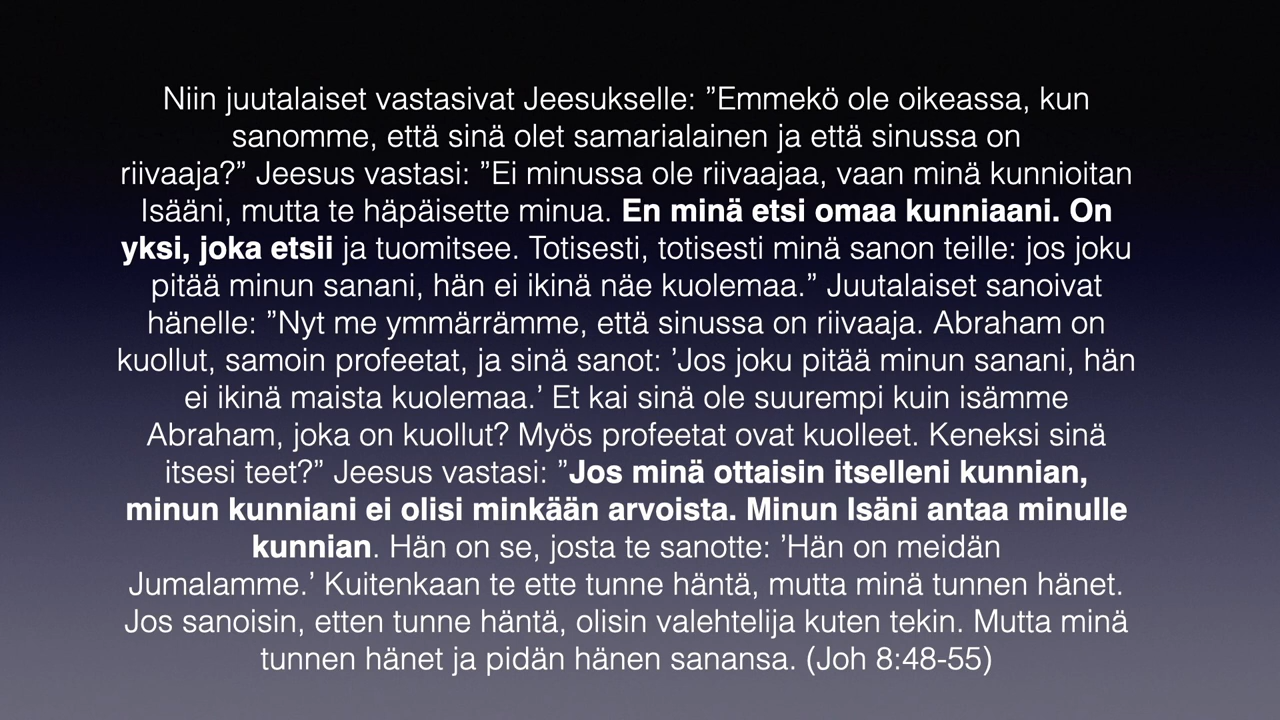 Niin juutalaiset vastasivat Jeesukselle: ”Emmekö ole oikeassa, kun
sanomme, että sinä olet samarialainen ja että sinussa on
riivaaja?” Jeesus vastasi: ”Ei minussa ole riivaajaa, vaan minä kunnioitan
Isääni, mutta te häpäisette minua. En minä etsi omaa kunniaani. On
yksi, joka etsii ja tuomitsee. Totisesti, totisesti minä sanon teille: jos joku
pitää minun sanani, hän ei ikinä näe kuolemaa.” Juutalaiset sanoivat
hänelle: ”Nyt me ymmärrämme, että sinussa on riivaaja. Abraham on
kuollut, samoin profeetat, ja sinä sanot: ’Jos joku pitää minun sanani, hän
ei ikinä maista kuolemaa.’ Et kai sinä ole suurempi kuin isämme
Abraham, joka on kuollut? Myös profeetat ovat kuolleet. Keneksi sinä
itsesi teet?” Jeesus vastasi: ”Jos minä ottaisin itselleni kunnian,
minun kunniani ei olisi minkään arvoista. Minun Isäni antaa minulle
kunnian. Hän on se, josta te sanotte: ’Hän on meidän
Jumalamme.’ Kuitenkaan te ette tunne häntä, mutta minä tunnen hänet.
Jos sanoisin, etten tunne häntä, olisin valehtelija kuten tekin. Mutta minä
tunnen hänet ja pidän hänen sanansa. (Joh 8:48-55)